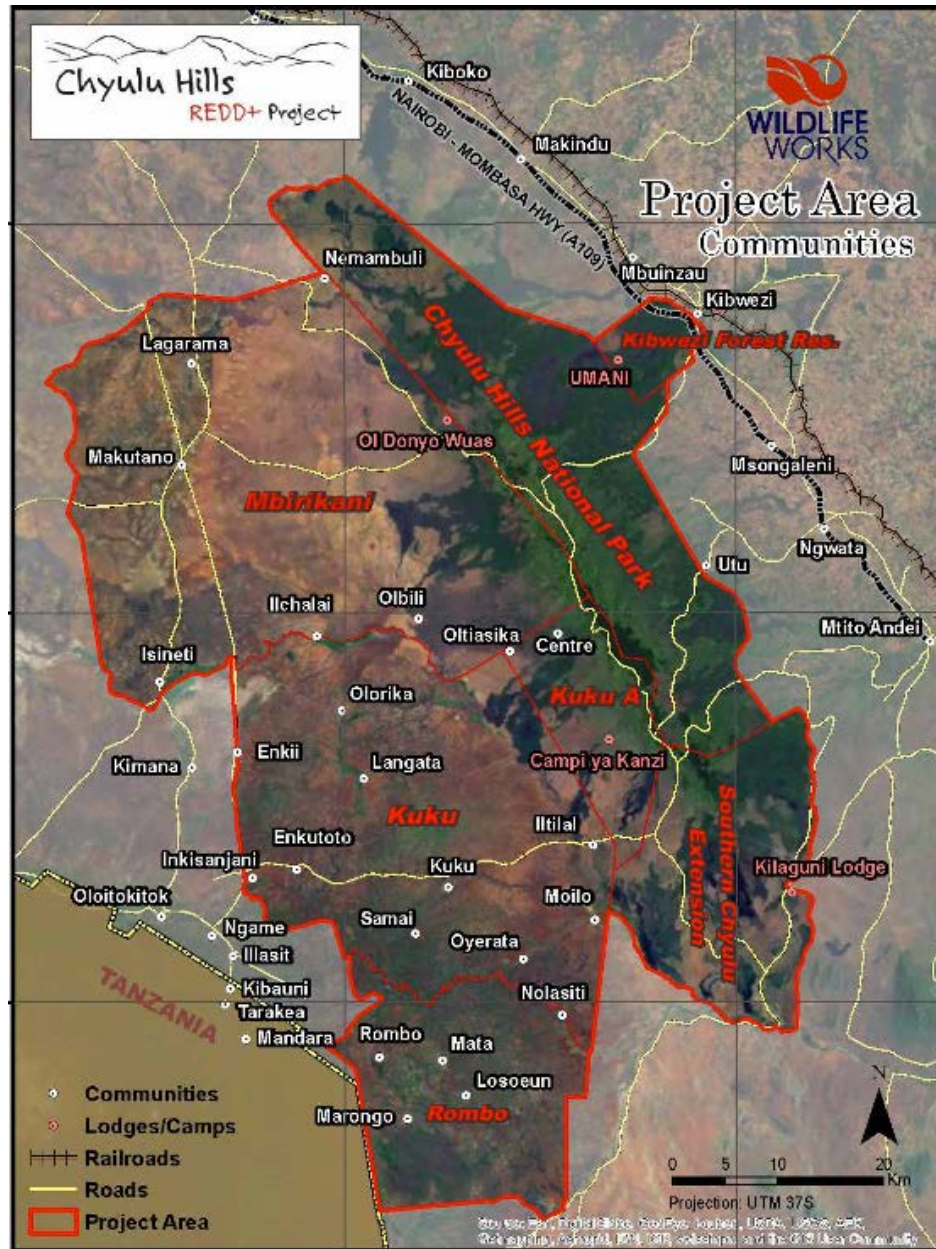 Chyulu Hills
REDD+ Project
WILDLIFE
WORKS
Project Area
Communities
Kiboko
Makindu
NAIROBI - MOMBASA HWY (A109)
Mbuinzau
Kibwezi
Nemambuli
Kibwezi Forest Res.
UMANI
Lagarama
Chyulu Hills National Park
Ol Donyo Wuas
Makutano
Msongaleni
Mbirikani
Ngwata
Utu
Ilchalai
Olbili
Mtito Andei
Oltiasika
Centre
Isineti
Kuku A
Olorika
Enkii
Campi ya Kanzi
Kimana
Langata
Kuku
Iltilal
Southern Chyulu
Extension
Enkutoto
Inkisanjani
Kuku
Kilaguni Lodge
Oloitokitok
Moilo
Samai
Ngame
Oyerata
Illasit
Kibauni
Nolasiti
TANZANIA
Tarakea
Rombo
Mata
Mandara
Losoeun
Marongo
Rombo
Communities
Lodges/Camps
Railroads
Roads
Project Area
N
0 5 10 20
Km
Projection: UTM 37S